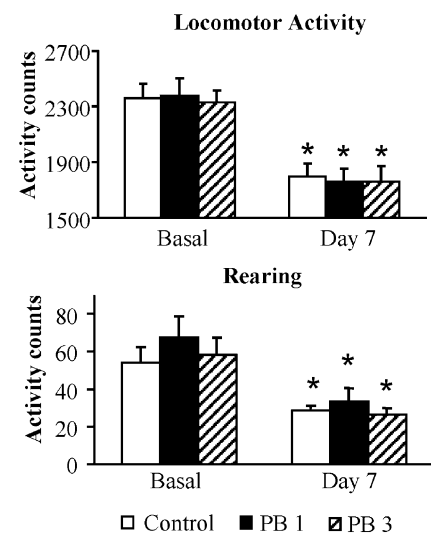 Locomotor Activity
Activity counts
2700
2300
1900
1500
* * *
Basal Day 7
Rearing
Activity counts
80
60
40
20
0
* * *
Basal Day 7
Control PB 1 PB 3